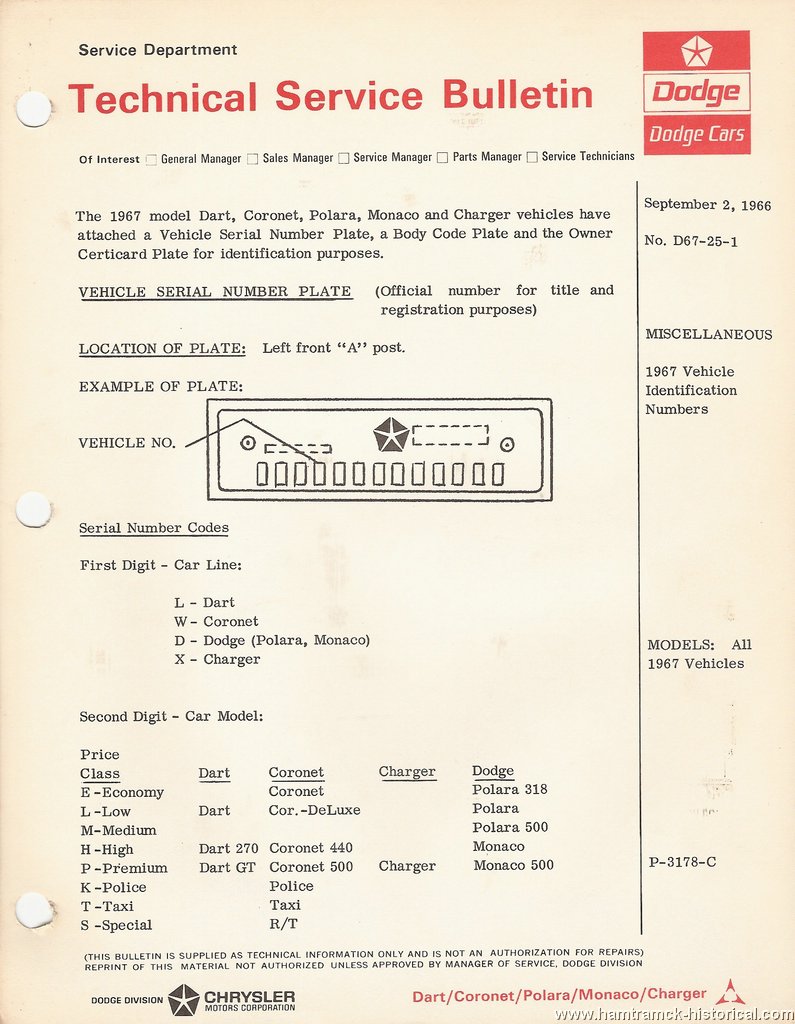 Service Department
Technical Service Bulletin
Dodge
Dodge Cars
Of Interest General Manager Sales Manager Service Manager Parts Manager Service Technicians
The 1967 model Dart, Coronet, Polara, Monaco and Charger vehicles have
attached a Vehicle Serial Number Plate, a Body Code Plate and the Owner
Certicard Plate for identification purposes.
September 2, 1966
No. D67-25-1
VEHICLE SERIAL NUMBER PLATE (Official number for title and
registration purposes)
MISCELLANEOUS
LOCATION OF PLATE: Left front "A" post.
1967 Vehicle
Identification
Numbers
EXAMPLE OF PLATE:
VEHICLE NO.
Serial Number Codes
First Digit - Car Line:
L - Dart
W - Coronet
D - Dodge (Polara, Monaco)
X - Charger
MODELS: All
1967 Vehicles
Second Digit - Car Model:
Price
Class Dart Coronet Charger Dodge
E -Economy Coronet Polara 318
L -Low Dart Cor.-DeLuxe Polara
M-Medium Polara 500
H -High Dart 270 Coronet 440 Monaco
P -Premium Dart GT Coronet 500 Charger Monaco 500
K -Police Police
T -Taxi Taxi
S -Special R/T
P-3178-C
(THIS BULLETIN IS SUPPLIED AS TECHNICAL INFORMATION ONLY AND IS NOT AN AUTHORIZATION FOR REPAIRS)
REPRINT OF THIS MATERIAL NOT AUTHORIZED UNLESS APPROVED BY MANAGER OF SERVICE, DODGE DIVISION
DODGE DIVISION CHRYSLER
MOTORS CORPORATION
Dart/Coronet/Polara/Monaco/Charger
www.hamtramck-historical.com